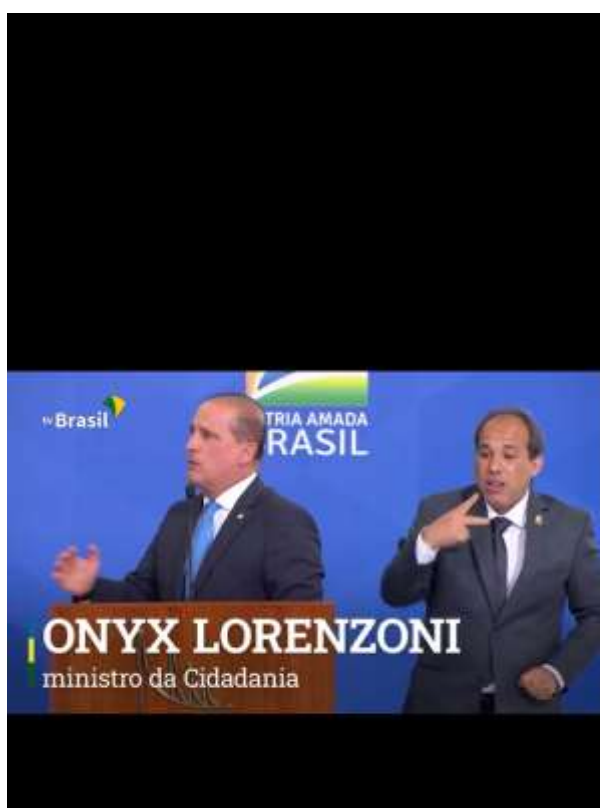 tvBrasil
TRIA AMADA
RASIL
ONYX LORENZONI
ministro da Cidadania